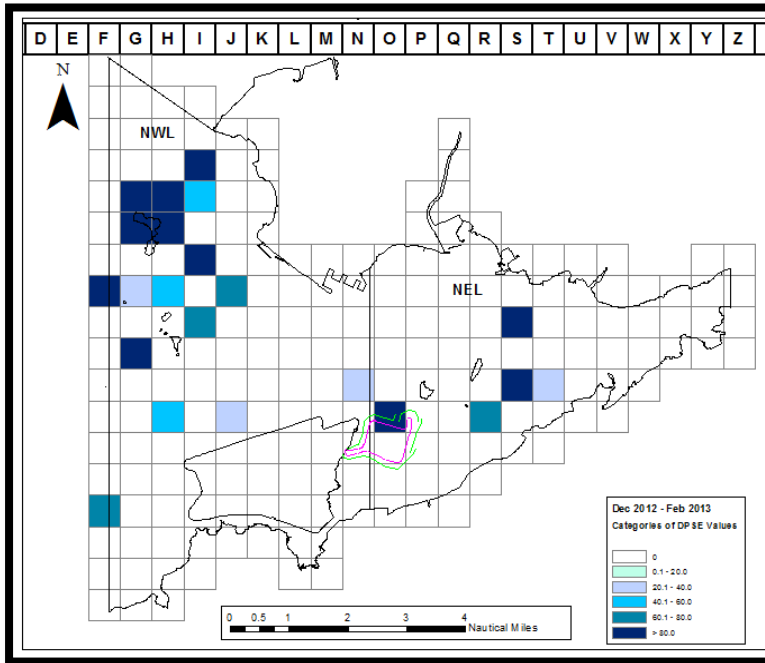 D E F G H I J K L M N O P Q R S T U V W X Y Z
N
NWL
NEL
Dec 2012 - Feb 2013
Categories of DPSE Values
0
0.1 - 20.0
20.1 - 40.0
40.1 - 60.0
60.1 - 80.0
> 80.0
0 0.5 1 2 3 4
Nautical Miles